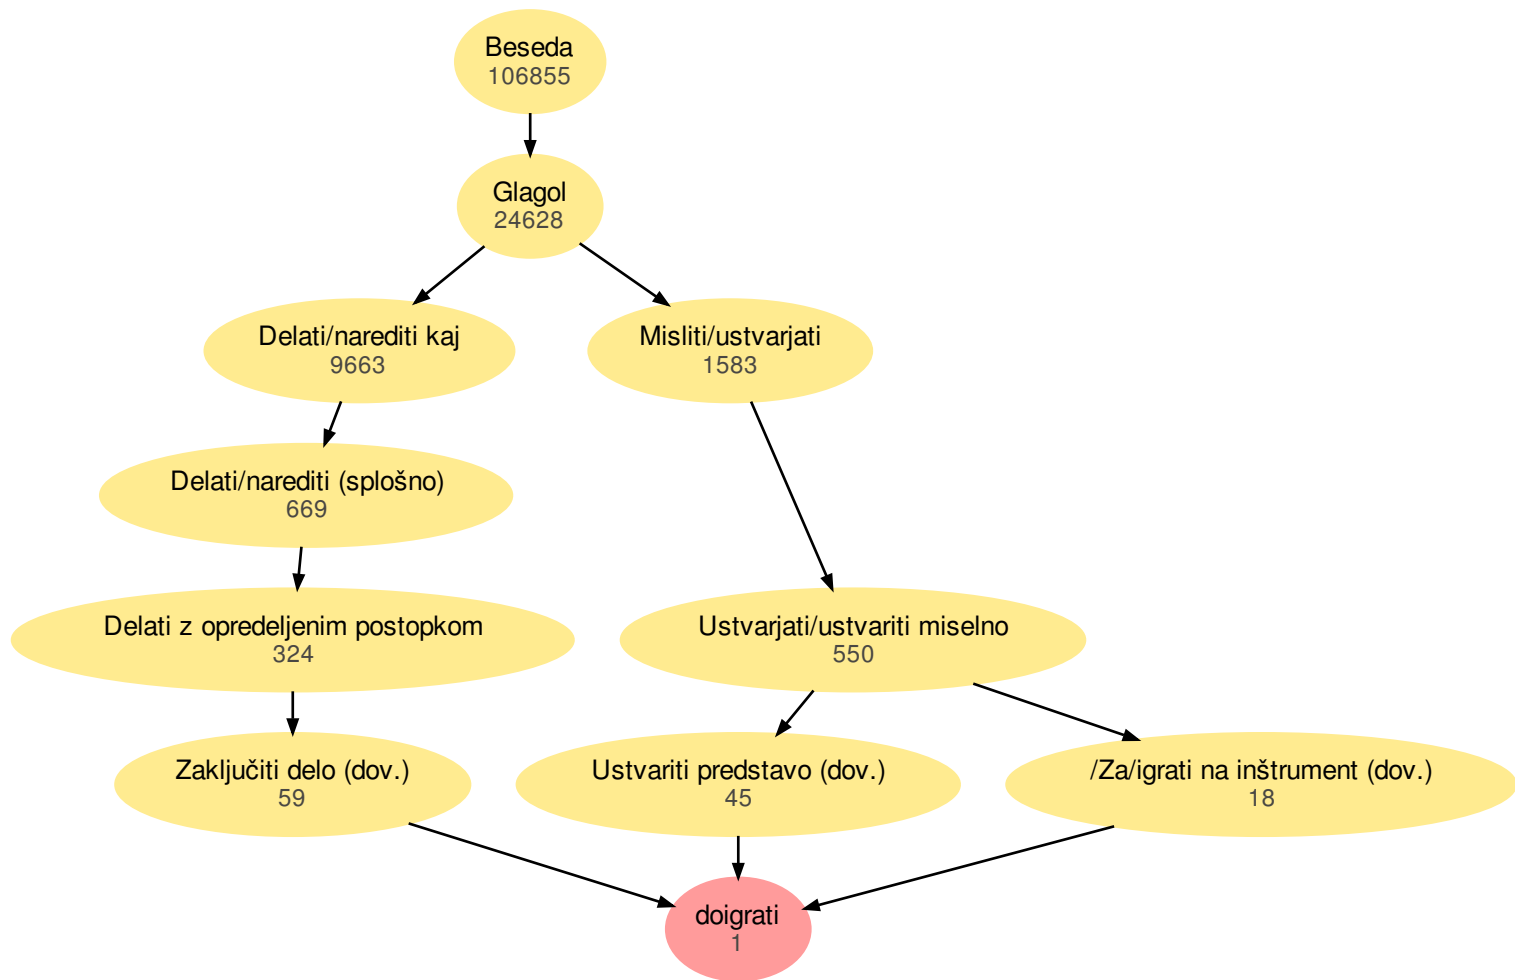 Beseda
106855
Glagol
24628
Delati/narediti kaj
9663
Misliti/ustvarjati
1583
Delati/narediti (splošno)
669
Delati z opredeljenim postopkom
324
Ustvarjati/ustvariti miselno
550
Zaključiti delo (dov.)
59
Ustvariti predstavo (dov.)
45
/Za/igrati na inštrument (dov.)
18
doigrati
1